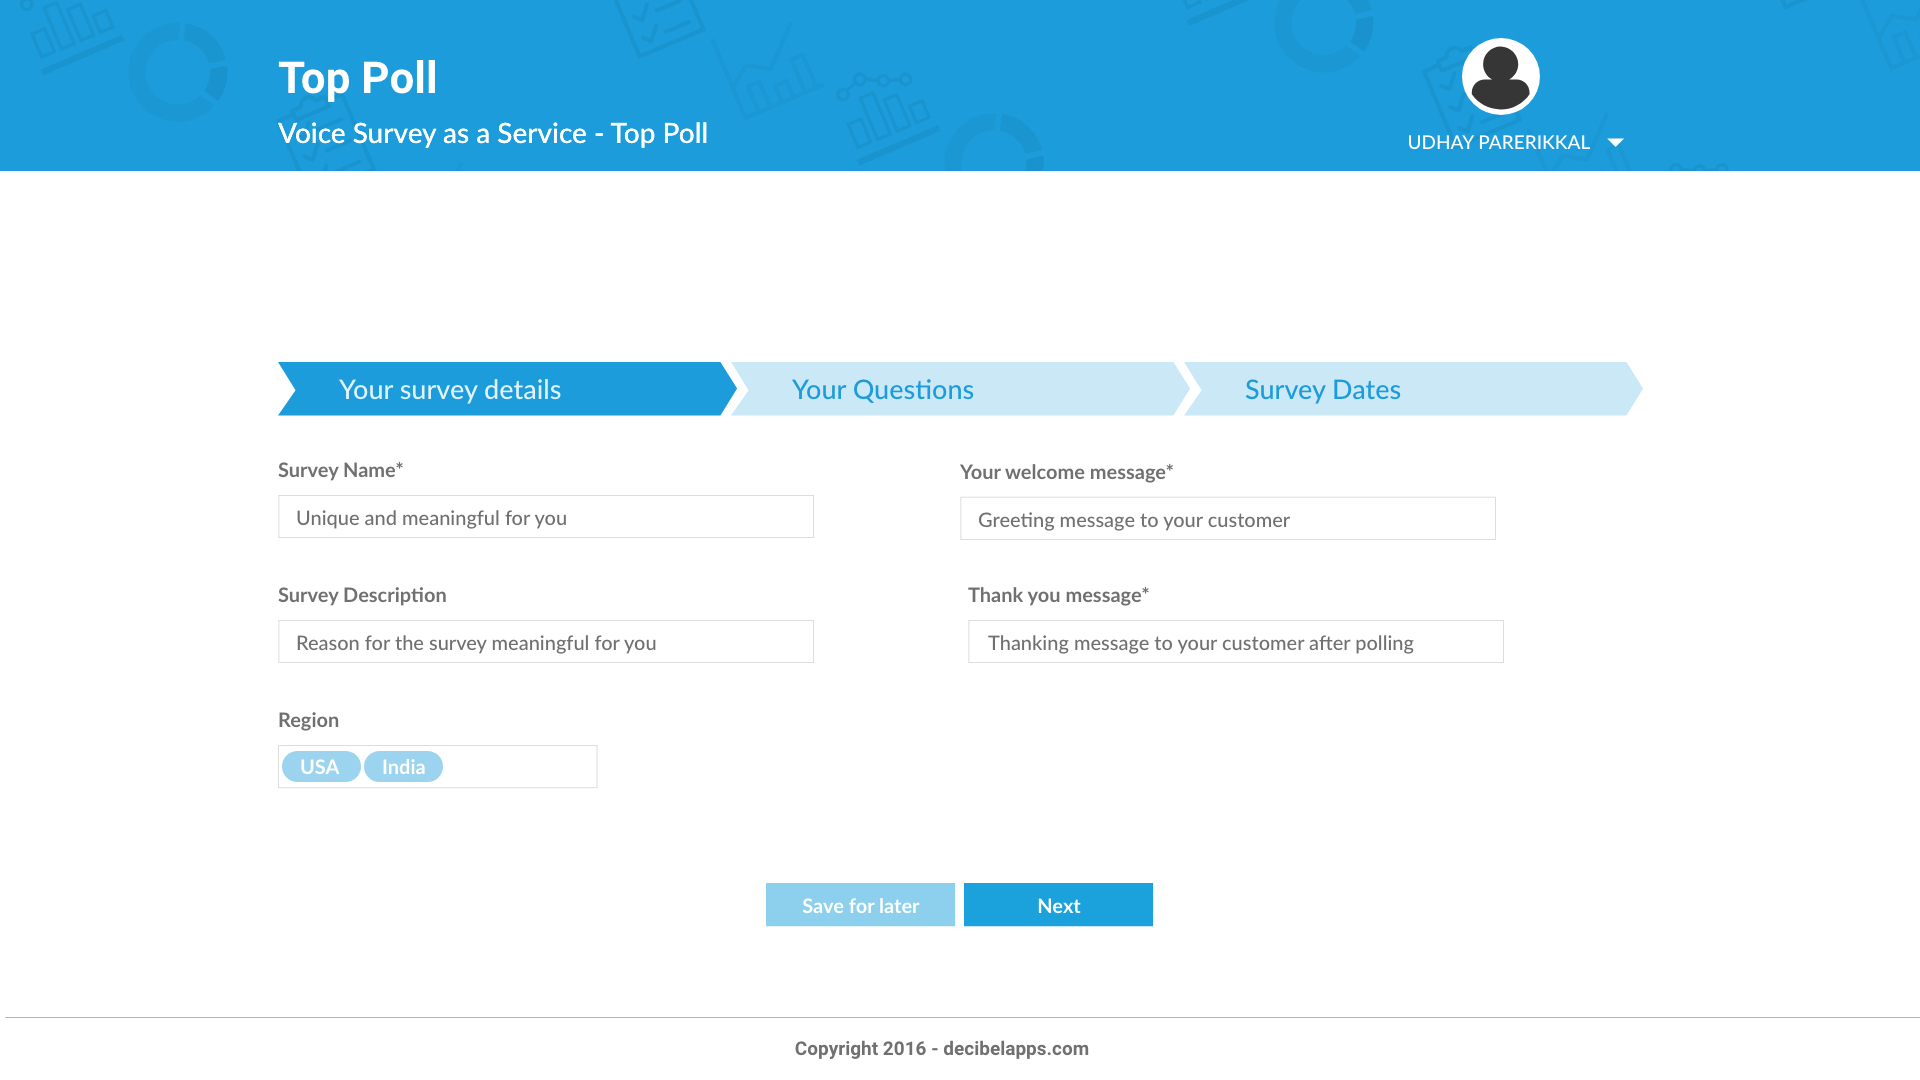 Top Poll
Voice Survey as a Service - Top Poll
UDHAY PARERIKKAL
Your survey details
Your Questions
Survey Dates
Survey Name*
Unique and meaningful for you
Your welcome message*
Greeting message to your customer
Survey Description
Reason for the survey meaningful for you
Thank you message*
Thanking message to your customer after polling
Region
USA
India
Save for later
Next
Copyright 2016 - decibelapps.com